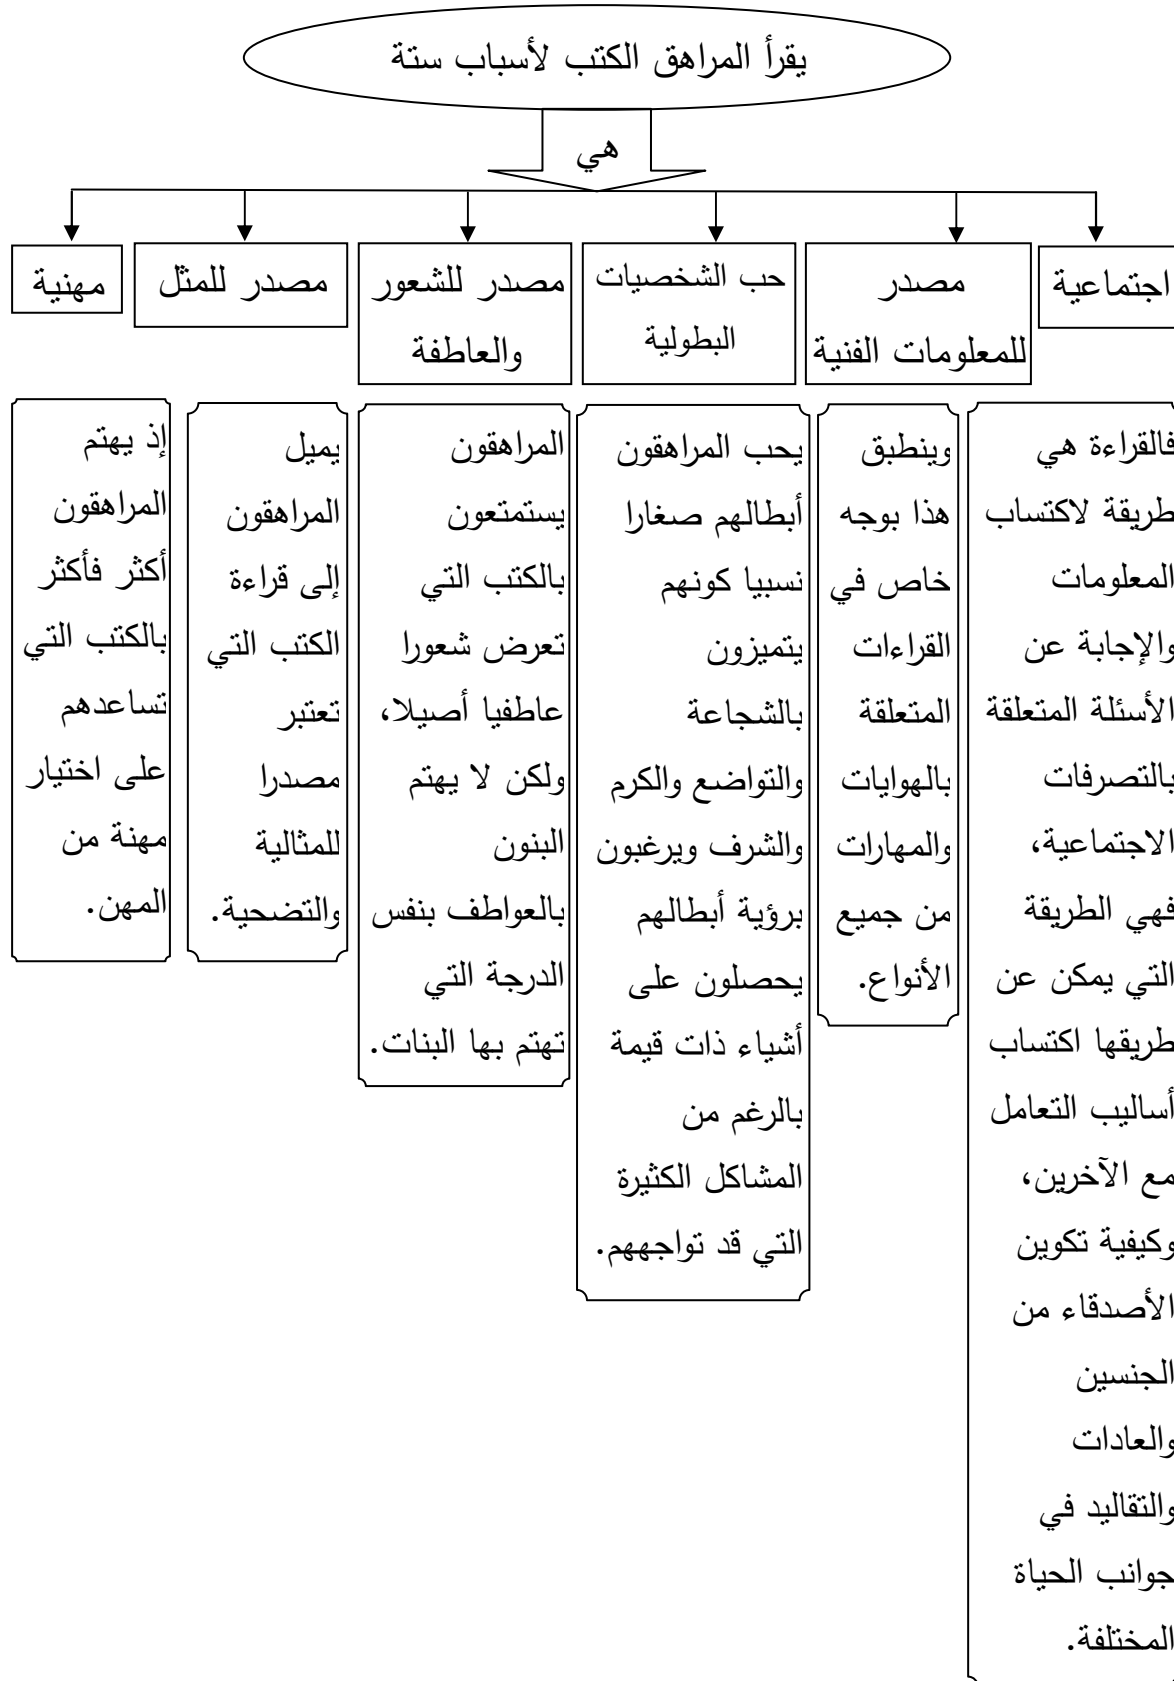 يقرأ المراهق الكتب لأسباب ستة
هي
اجتماعية
مصدر
للمعلومات الفنية
حب الشخصيات
البطولية
مصدر للشعور
والعاطفة
مصدر للمثل
مهنية
فالقراءة هي
طريقة لاكتساب
المعلومات
والإجابة عن
الأسئلة المتعلقة
بالتصرفات
الاجتماعية،
فهي الطريقة
التي يمكن عن
طريقها اكتساب
أساليب التعامل
مع الآخرين،
وكيفية تكوين
الأصدقاء من
الجنسين
والعادات
والتقاليد في
جوانب الحياة
المختلفة.
وينطبق
هذا بوجه
خاص في
القراءات
المتعلقة
بالهوايات
والمهارات
من جميع
الأنواع.
يحب المراهقون
أبطالهم صغارا
نسبيا كونهم
يتميزون
بالشجاعة
والتواضع والكرم
والشرف ويرغبون
برؤية أبطالهم
يحصلون على
أشياء ذات قيمة
بالرغم من
المشاكل الكثيرة
التي قد تواجههم.
المراهقون
يستمتعون
بالكتب التي
تعرض شعورا
عاطفيا أصيلا،
ولكن لا يهتم
البنون
بالعواطف بنفس
الدرجة التي
تهتم بها البنات.
يميل
المراهقون
إلى قراءة
الكتب التي
تعتبر
مصدرا
للمثالية
والتضحية.
إذ يهتم
المراهقون
أكثر فأكثر
بالكتب التي
تساعدهم
على اختيار
مهنة من
المهن.